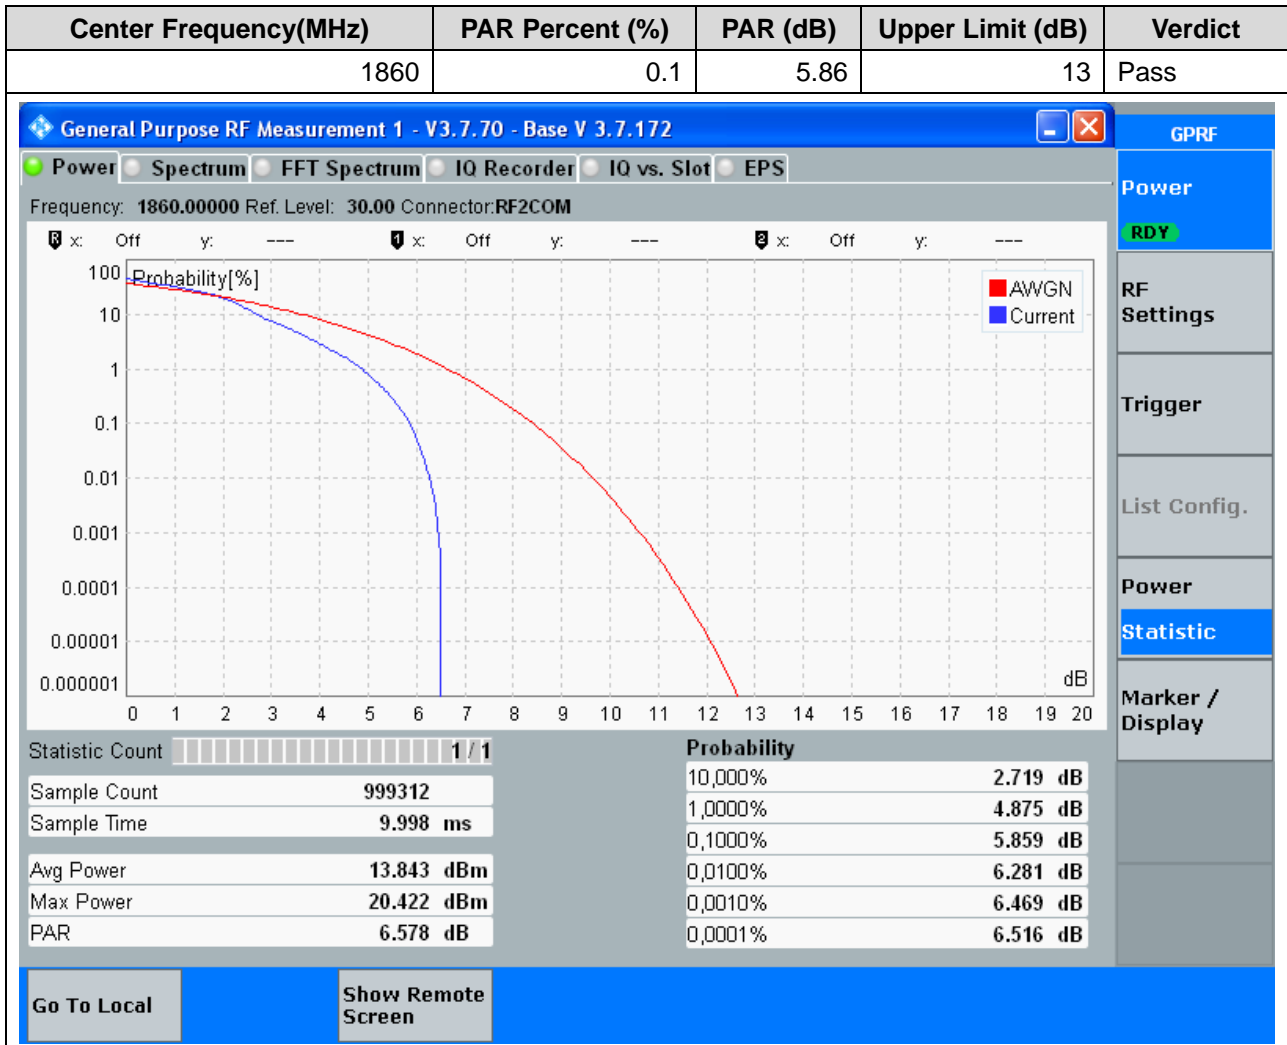 Center Frequency(MHz) PAR Percent (%) PAR (dB) Upper Limit (dB) Verdict
1860 0.1 5.86 13 Pass
General Purpose RF Measurement 1 - V3.7.70 - Base V 3.7.172
GPRF
Power Spectrum FFT Spectrum IQ Recorder IQ vs. Slot EPS
Frequency: 1860.00000 Ref. Level: 30.00 Connector:RF2COM
R x: Off y: --- 1 x: Off y: --- 2 x: Off y: ---
Probability[%]
AWGN
Current
100
10
1
0.1
0.01
0.001
0.0001
0.00001
0.000001
dB
0 1 2 3 4 5 6 7 8 9 10 11 12 13 14 15 16 17 18 19 20
Statistic Count 1 / 1
Sample Count 999312
Sample Time 9.998 ms
Avg Power 13.843 dBm
Max Power 20.422 dBm
PAR 6.578 dB
Probability
10,000% 2.719 dB
1,0000% 4.875 dB
0,1000% 5.859 dB
0,0100% 6.281 dB
0,0010% 6.469 dB
0,0001% 6.516 dB
Power
RDY
RF
Settings
Trigger
List Config.
Power
Statistic
Marker /
Display
Go To Local
Show Remote
Screen